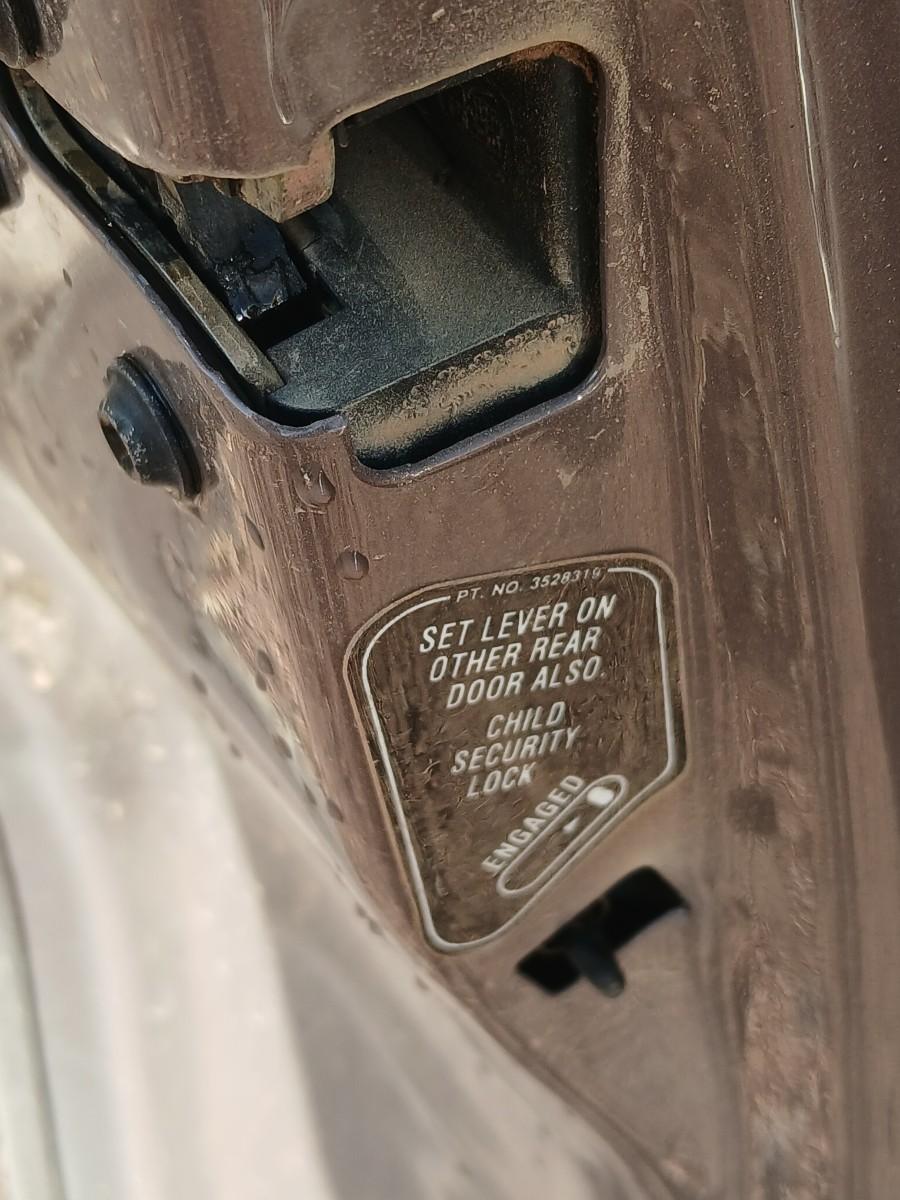 PT. NO. 3528319
SET LEVER ON
OTHER REAR
DOOR ALSO.
CHILD
SECURITY
LOCK
ENGAGED